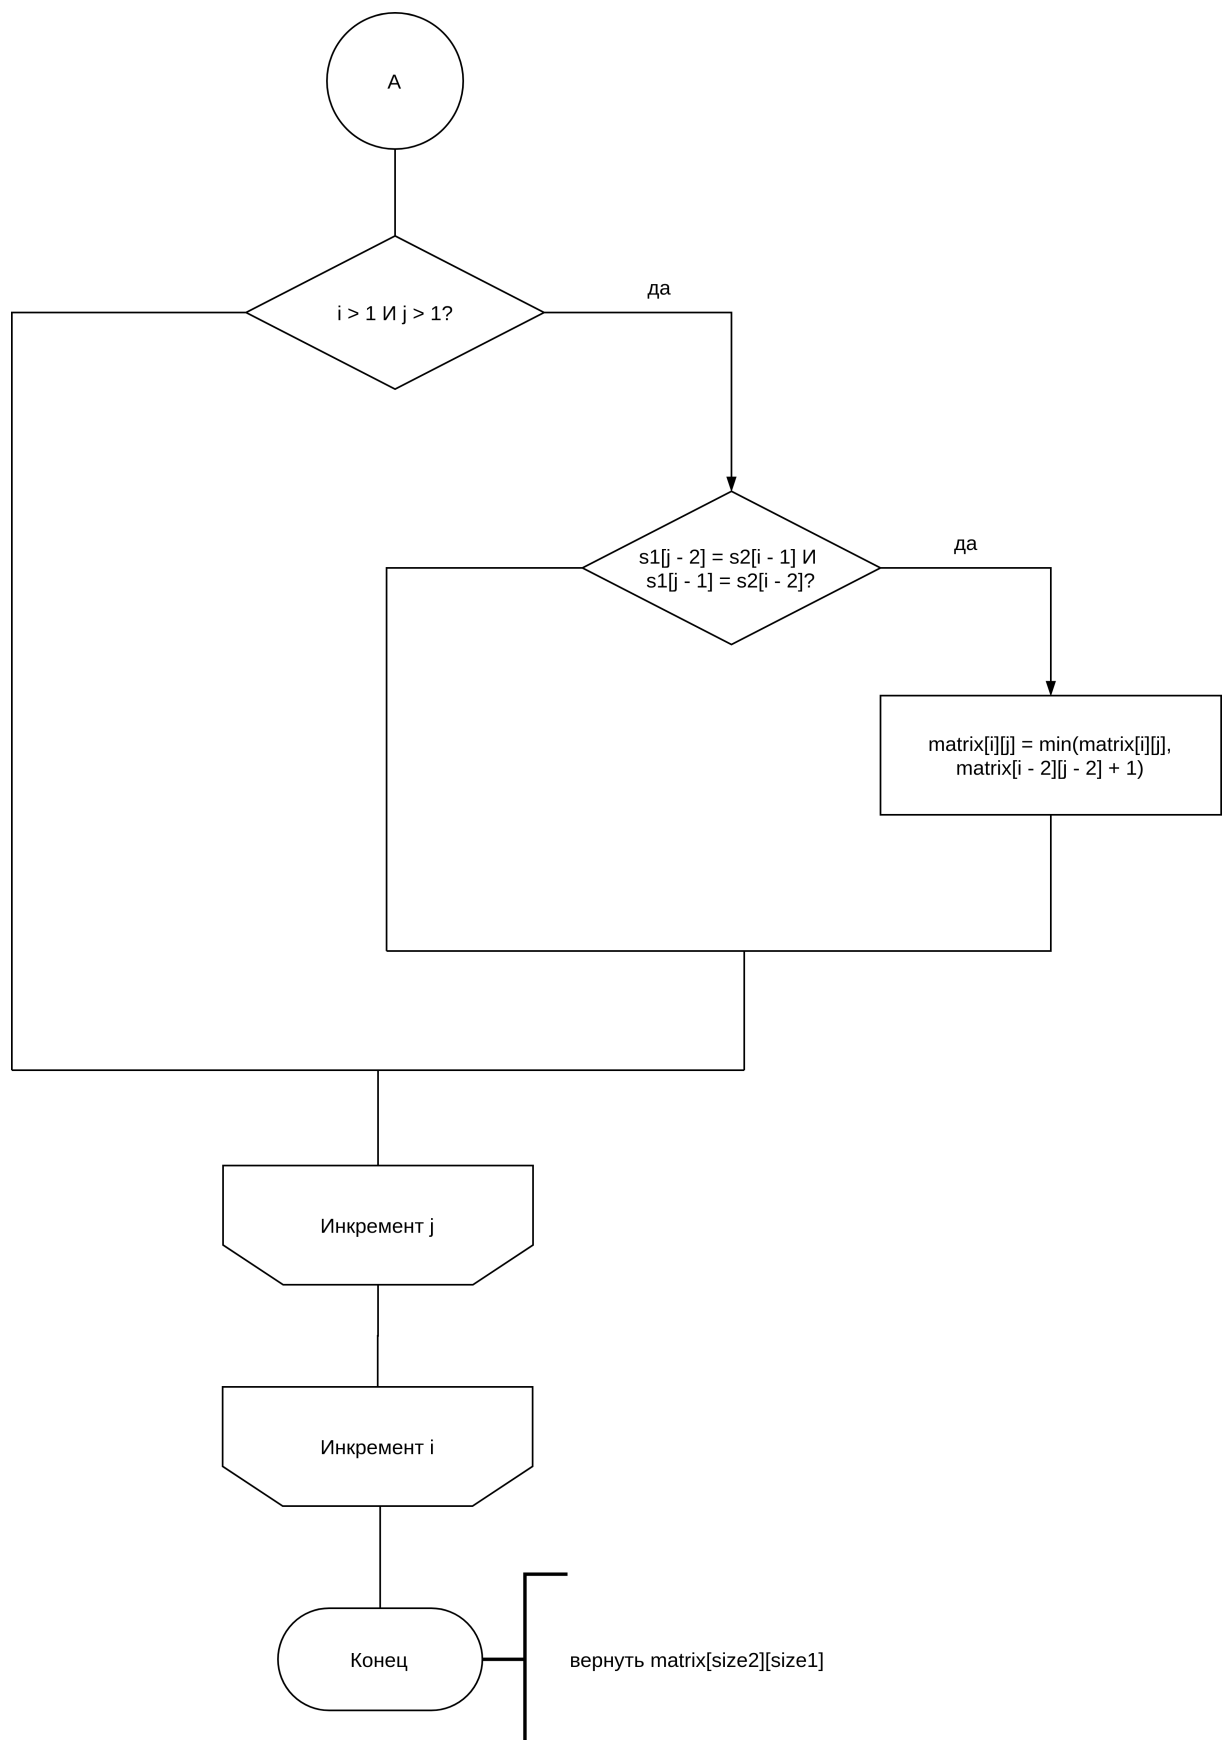 A
i > 1 И j > 1?
да
s1[j - 2] = s2[i - 1] И
s1[j - 1] = s2[i - 2]?
да
matrix[i][j] = min(matrix[i][j],
matrix[i - 2][j - 2] + 1)
Инкремент j
Инкремент i
Конец
вернуть matrix[size2][size1]